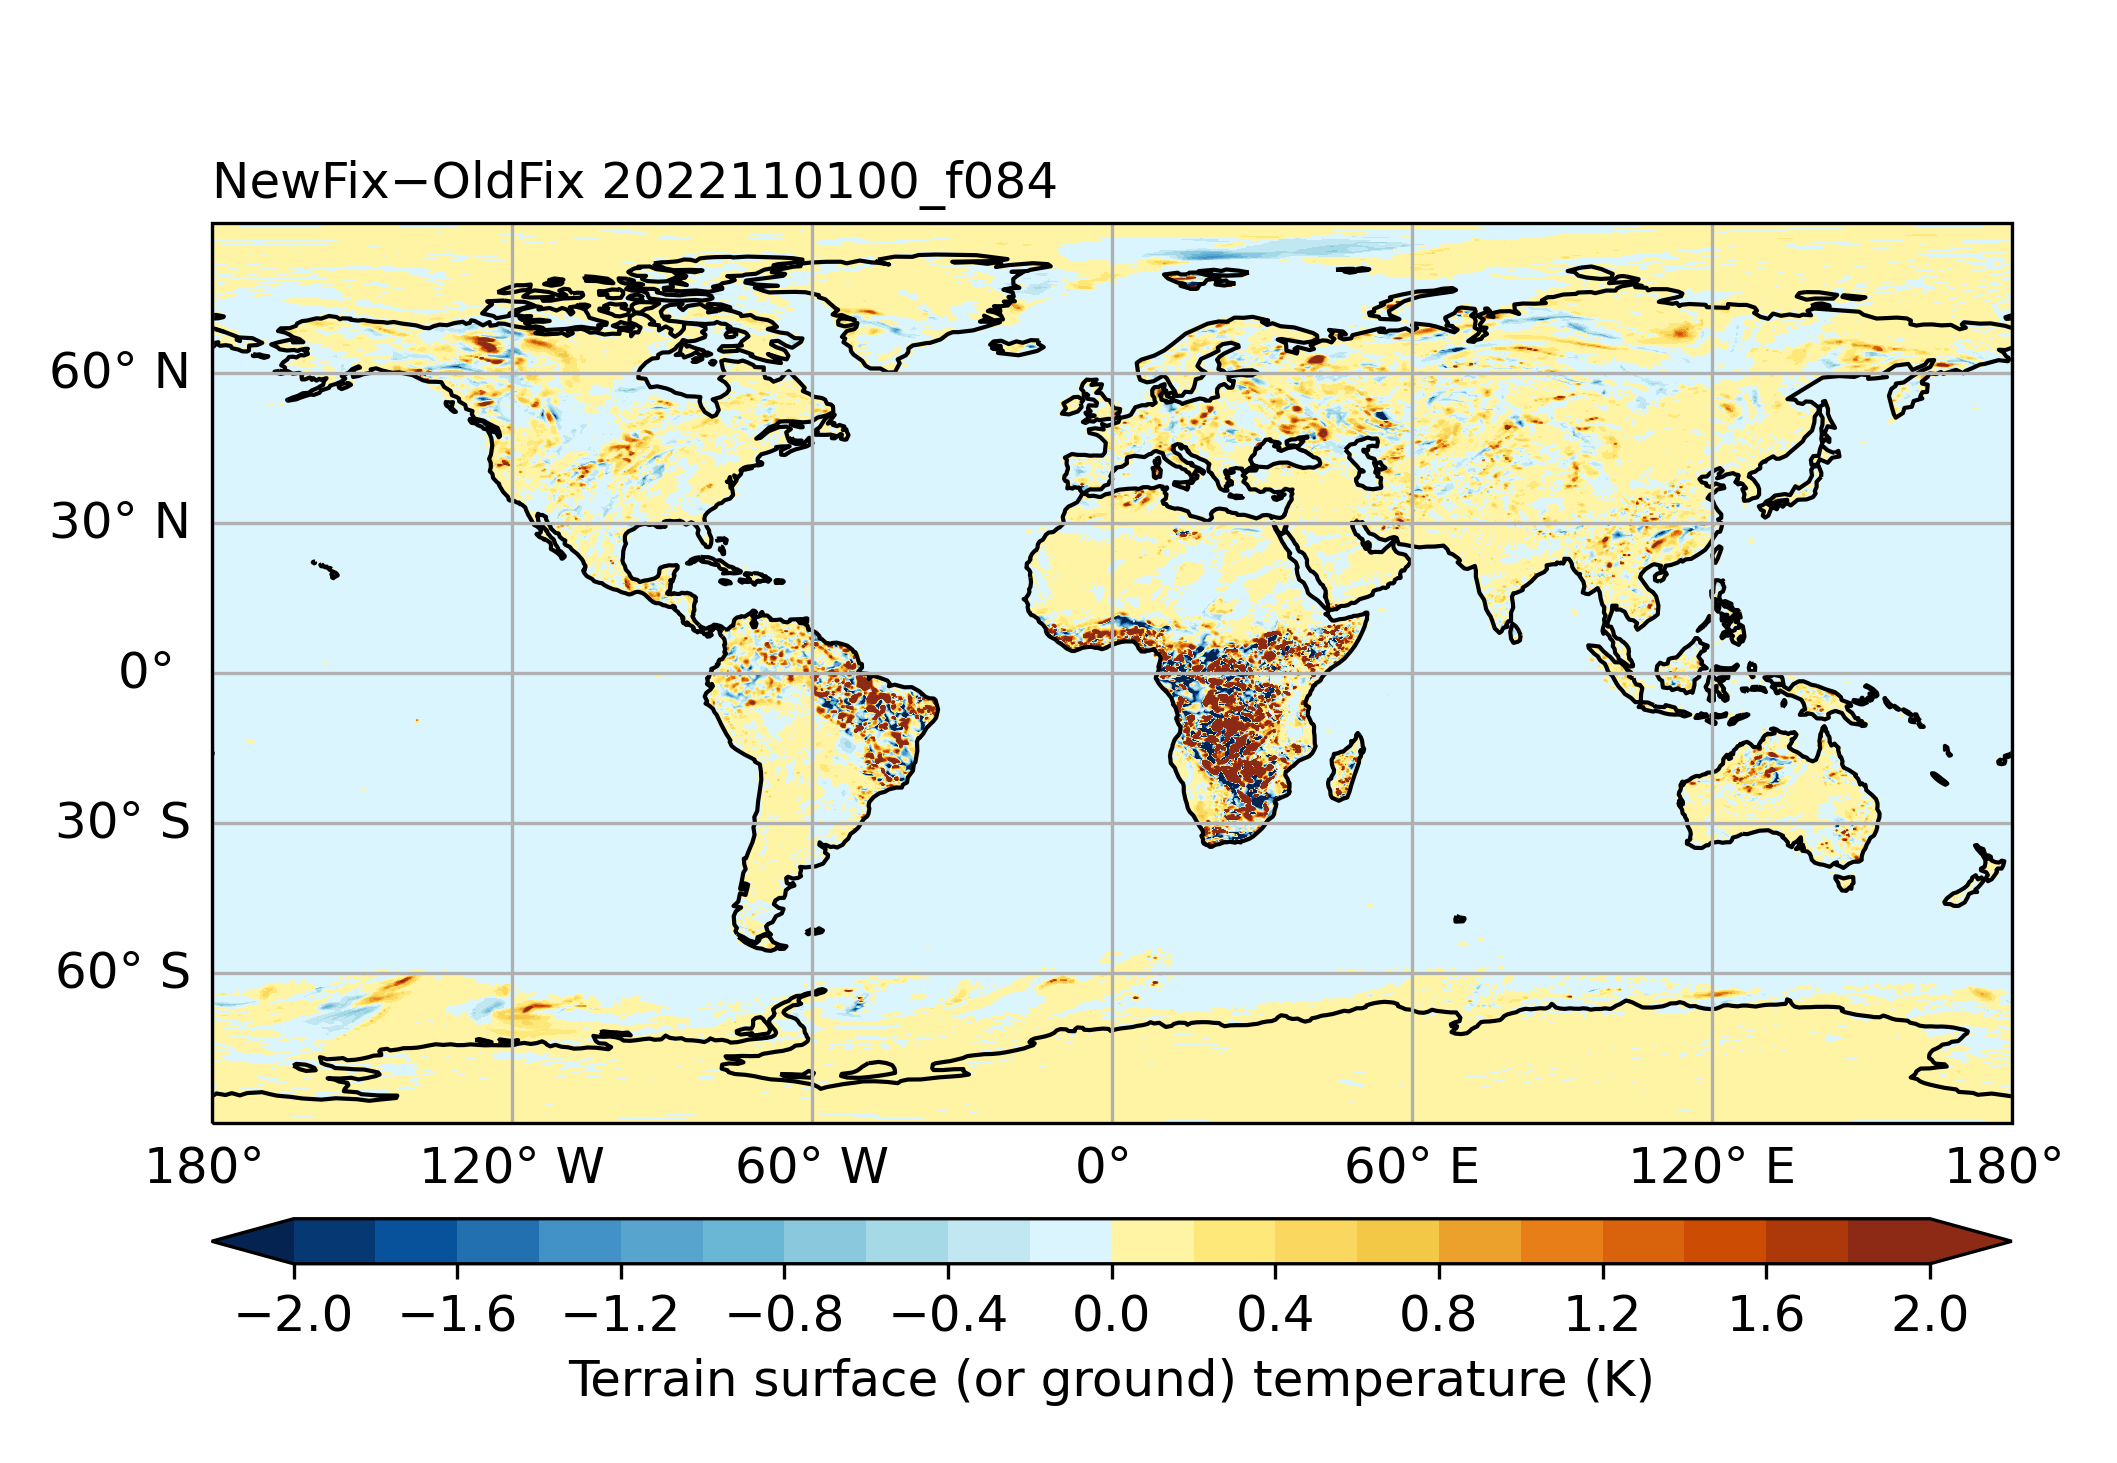 NewFix−OldFix 2022110100_f084
60° N
30° N
0°
30° S
60° S
180° 120° W 60° W 0° 60° E 120° E 180°
−2.0 −1.6 −1.2 −0.8 −0.4 0.0 0.4 0.8 1.2 1.6 2.0
Terrain surface (or ground) temperature (K)